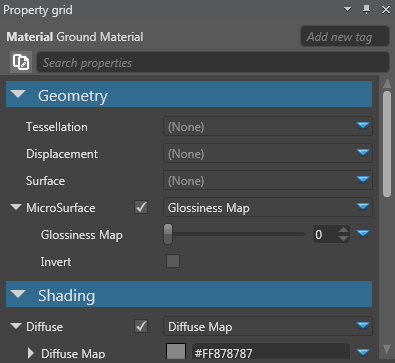 Property grid
Material Ground Material Add new tag
Search properties
Geometry
Tessellation (None)
Displacement (None)
Surface (None)
MicroSurface Glossiness Map
Glossiness Map 0
Invert
Shading
Diffuse Diffuse Map
Diffuse Map #FF878787